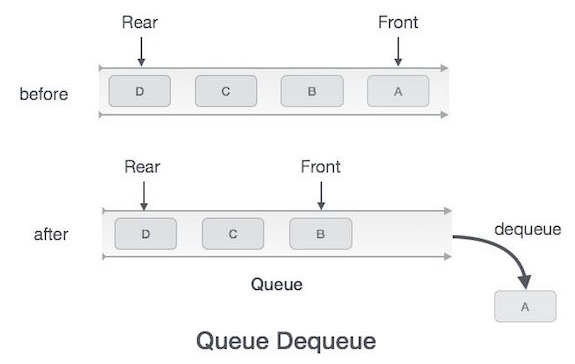 Rear Front
before D C B A
Rear Front
after D C B
dequeue
Queue
A
Queue Dequeue